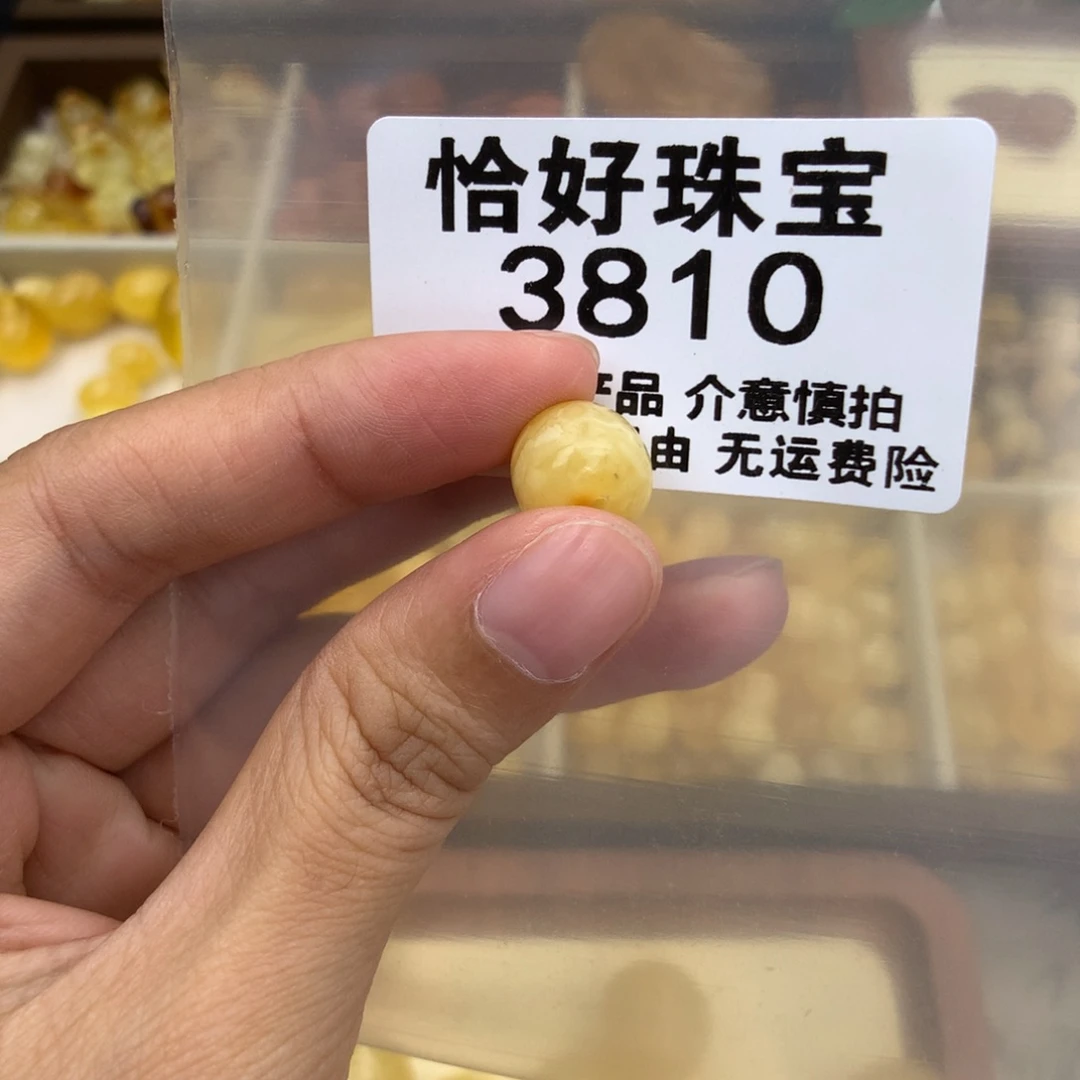 恰好珠宝
3810
品 介意慎拍
由 无运费险